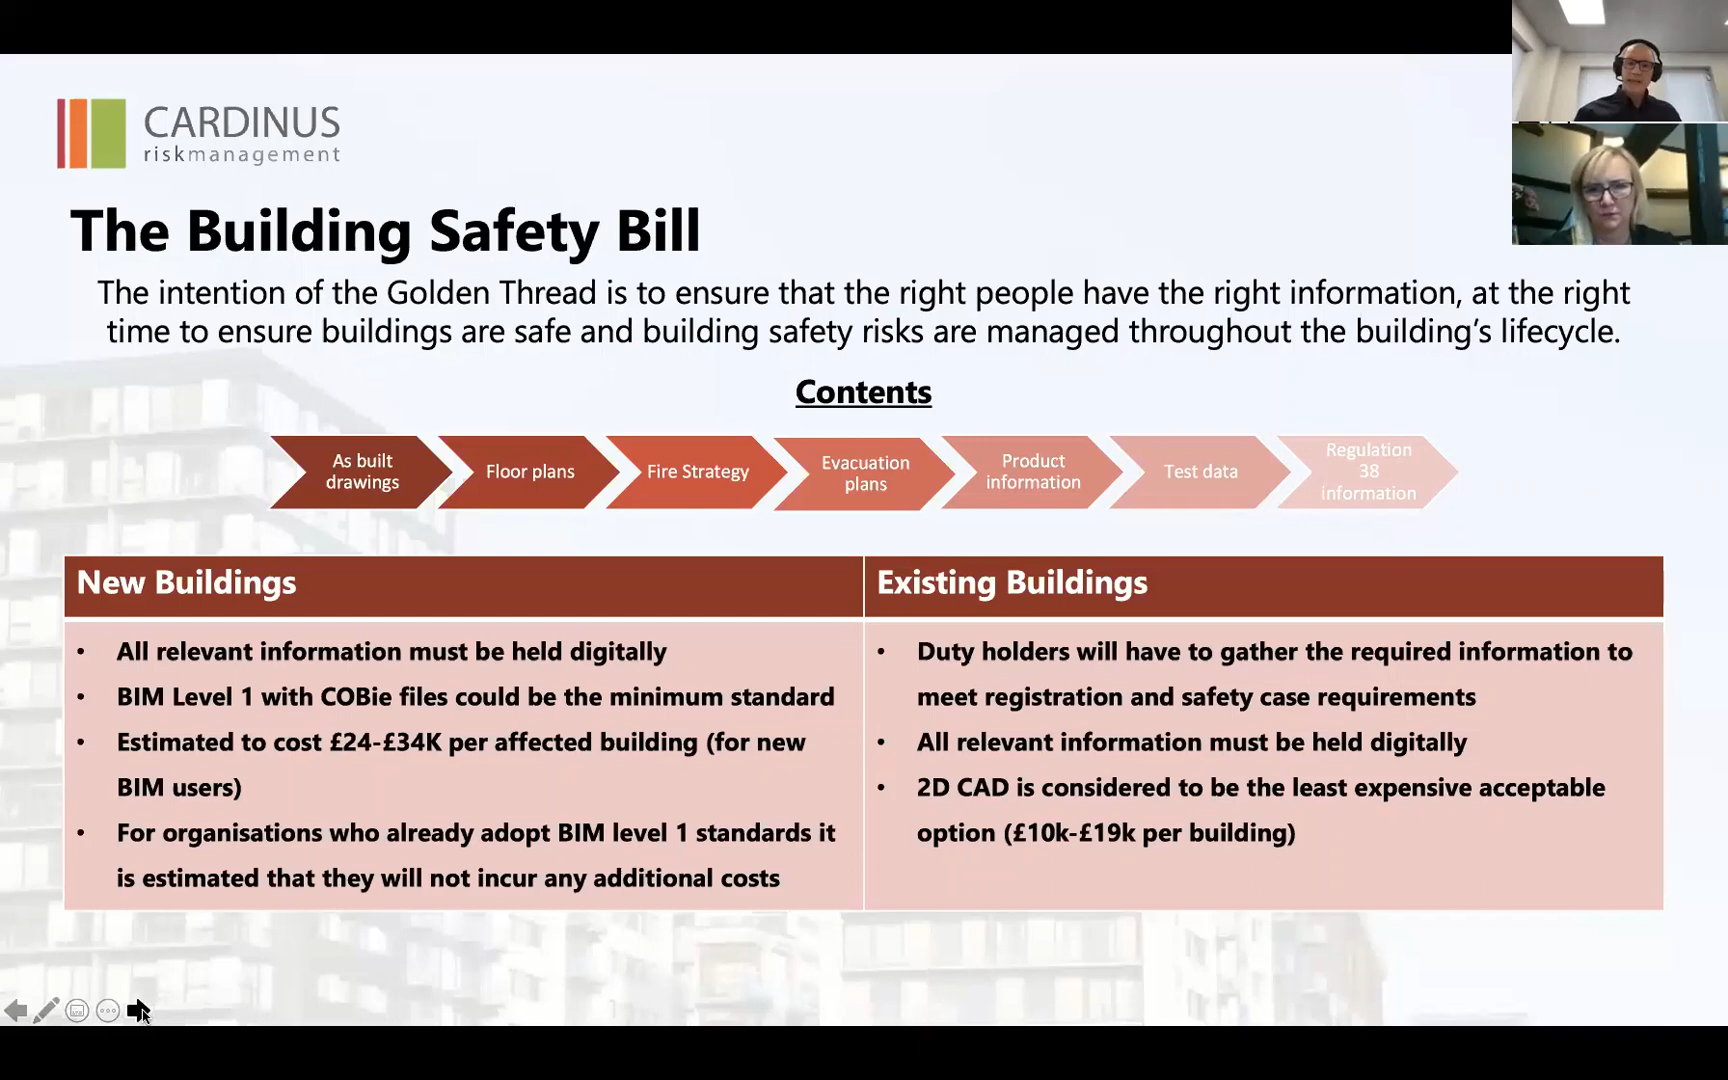 CARDINUS
riskmanagement
The Building Safety Bill
The intention of the Golden Thread is to ensure that the right people have the right information, at the right
time to ensure buildings are safe and building safety risks are managed throughout the building's lifecycle.
Contents
As built
drawings
Floor plans
Fire Strategy
Evacuation
plans
Product
information
Test data
Regulation
38
information
New Buildings
• All relevant information must be held digitally
• BIM Level 1 with COBie files could be the minimum standard
• Estimated to cost £24-£34K per affected building (for new
BIM users)
• For organisations who already adopt BIM level 1 standards it
is estimated that they will not incur any additional costs
Existing Buildings
• Duty holders will have to gather the required information to
meet registration and safety case requirements
• All relevant information must be held digitally
• 2D CAD is considered to be the least expensive acceptable
option (£10k-£19k per building)